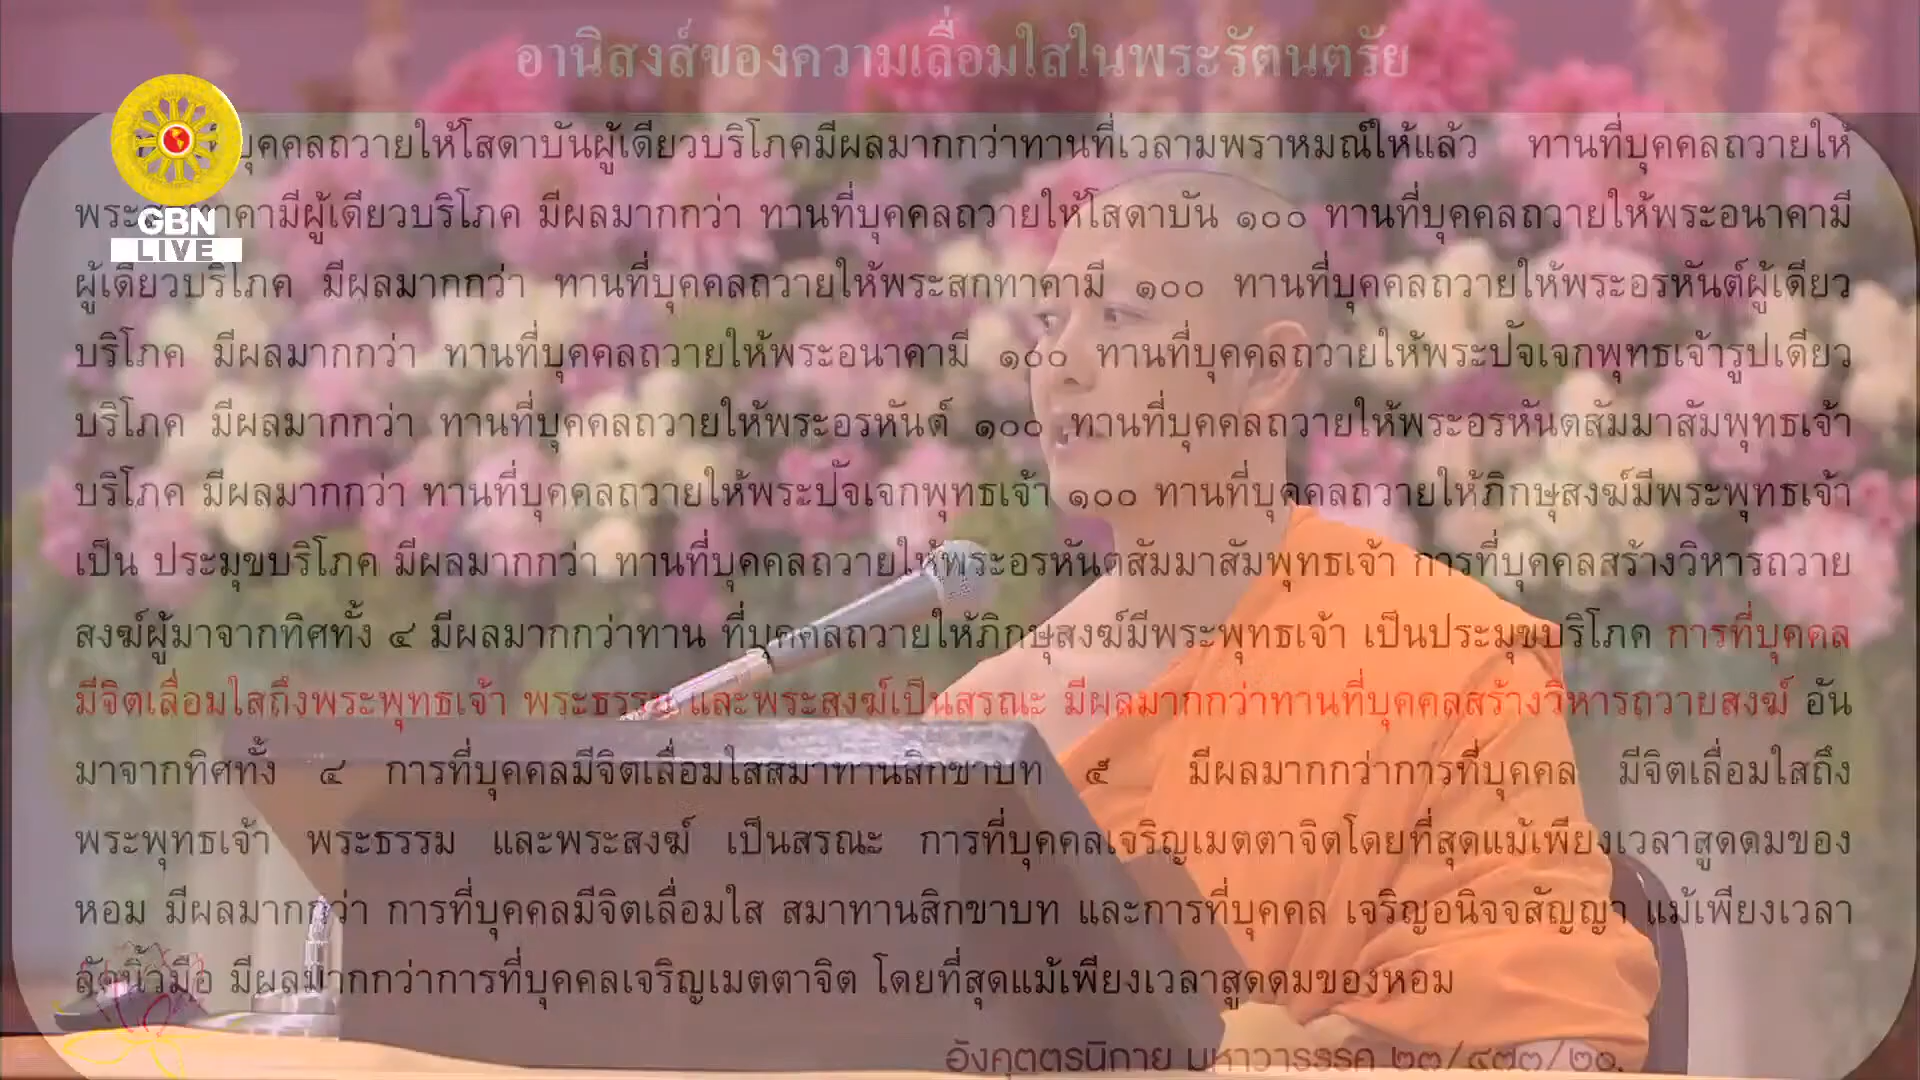 อานิสงส์ของความเลื่อมใสในพระรัตนตรัย
บุคคลถวายให้โสดาบันผู้เดียวบริโภคมีผลมากกว่าทานที่เวลามพราหมณ์ให้แล้ว ทานที่บุคคลถวายให้
พระสกทาคามีผู้เดียวบริโภค มีผลมากกว่า ทานที่บุคคลถวายให้โสดาบัน ๑๐๐ ทานที่บุคคลถวายให้พระอนาคามี
ผู้เดียวบริโภค มีผลมากกว่า ทานที่บุคคลถวายให้พระสกทาคามี ๑๐๐ ทานที่บุคคลถวายให้พระอรหันต์ผู้เดียว
บริโภค มีผลมากกว่า ทานที่บุคคลถวายให้พระอนาคามี ๑๐๐ ทานที่บุคคลถวายให้พระปัจเจกพุทธเจ้ารูปเดียว
บริโภค มีผลมากกว่า ทานที่บุคคลถวายให้พระอรหันต์ ๑๐๐ ทานที่บุคคลถวายให้พระอรหันตสัมมาสัมพุทธเจ้า
บริโภค มีผลมากกว่า ทานที่บุคคลถวายให้พระปัจเจกพุทธเจ้า ๑๐๐ ทานที่บุคคลถวายให้ภิกษุสงฆ์มีพระพุทธเจ้า
เป็น ประมุขบริโภค มีผลมากกว่า ทานที่บุคคลถวายให้พระอรหันตสัมมาสัมพุทธเจ้า การที่บุคคลสร้างวิหารถวาย
สงฆ์ผู้มาจากทิศทั้ง ๔ มีผลมากกว่าทาน ที่บุคคลถวายให้ภิกษุสงฆ์มีพระพุทธเจ้า เป็นประมุขบริโภค การที่บุคคล
มีจิตเลื่อมใสถึงพระพุทธเจ้า พระธรรม และพระสงฆ์เป็นสรณะ มีผลมากกว่าทานที่บุคคลสร้างวิหารถวายสงฆ์ อัน
มาจากทิศทั้ง ๔ การที่บุคคลมีจิตเลื่อมใสสมาทานสิกขาบท ๕ มีผลมากกว่าการที่บุคคล มีจิตเลื่อมใสถึง
พระพุทธเจ้า พระธรรม และพระสงฆ์ เป็นสรณะ การที่บุคคลเจริญเมตตาจิตโดยที่สุดแม้เพียงเวลาสูดดมของ
หอม มีผลมากกว่า การที่บุคคลมีจิตเลื่อมใส สมาทานสิกขาบท และการที่บุคคล เจริญอนิจจสัญญา แม้เพียงเวลา
ลัดนิ้วมือ มีผลมากกว่าการที่บุคคลเจริญเมตตาจิต โดยที่สุดแม้เพียงเวลาสูดดมของหอม
อังคุตตรนิกาย มหาวารรรค ๒๓/๔๗๓/๒๑.
GBN
LIVE